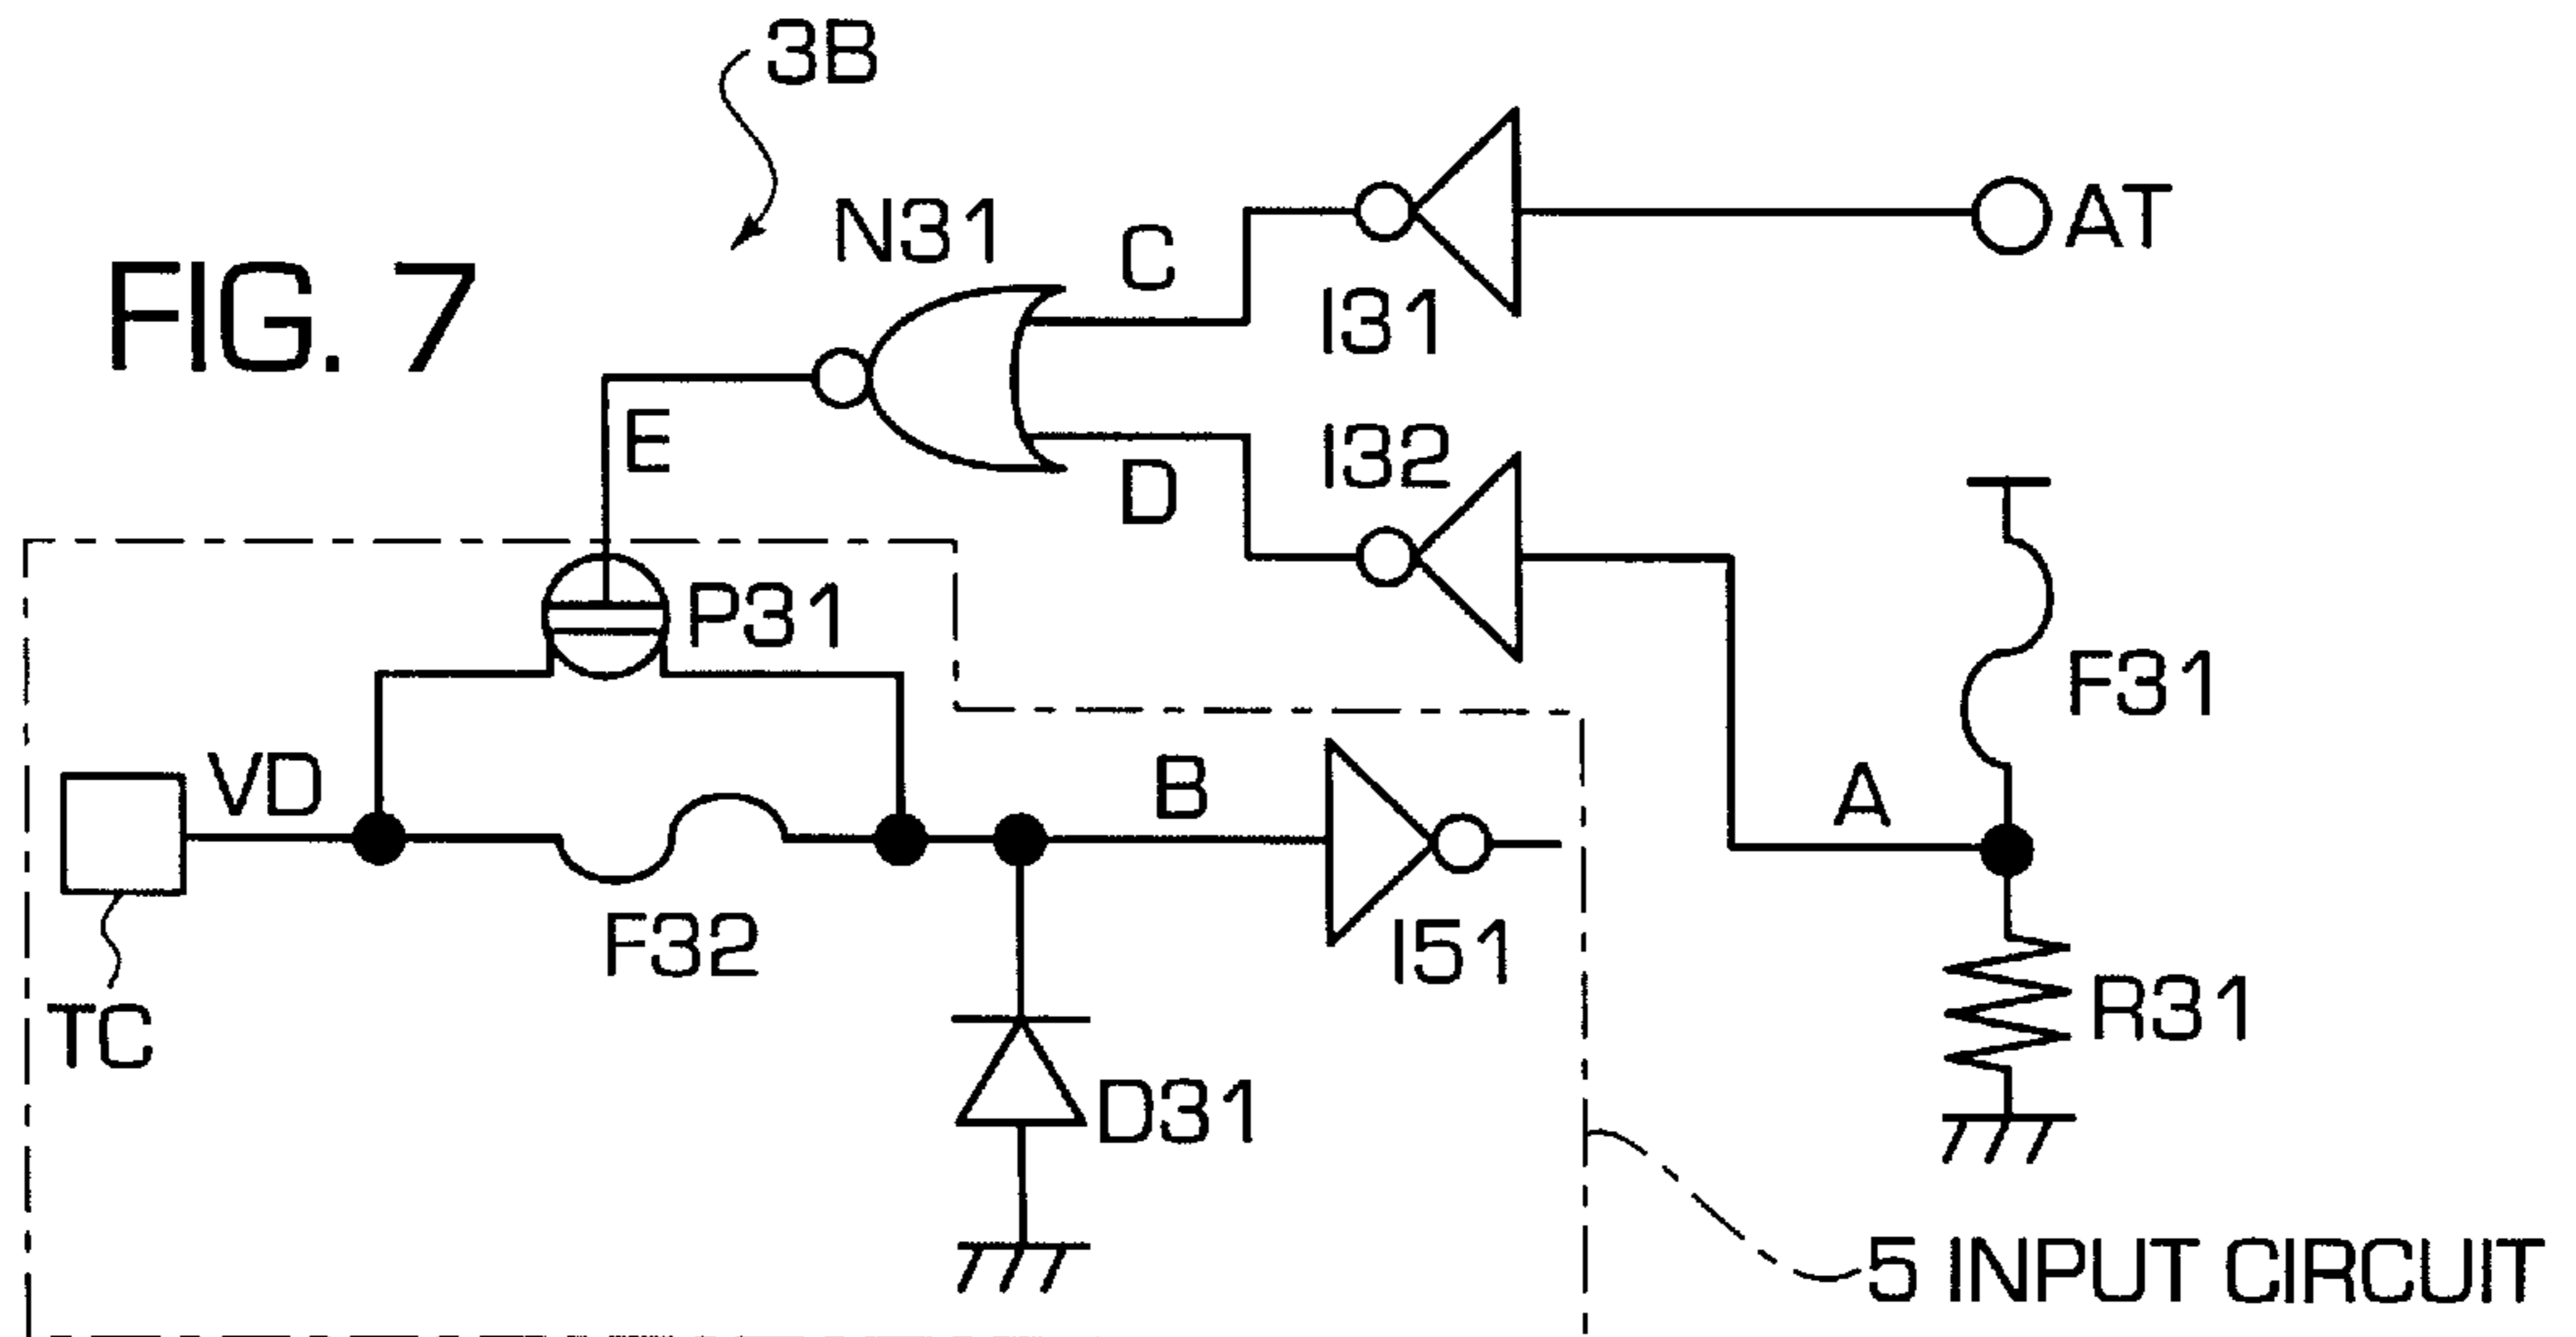 3B
FIG. 7
N31
C
I31
AT
E
D
I32
P31
F31
VD
B
A
F32
I51
TC
D31
R31
5 INPUT CIRCUIT